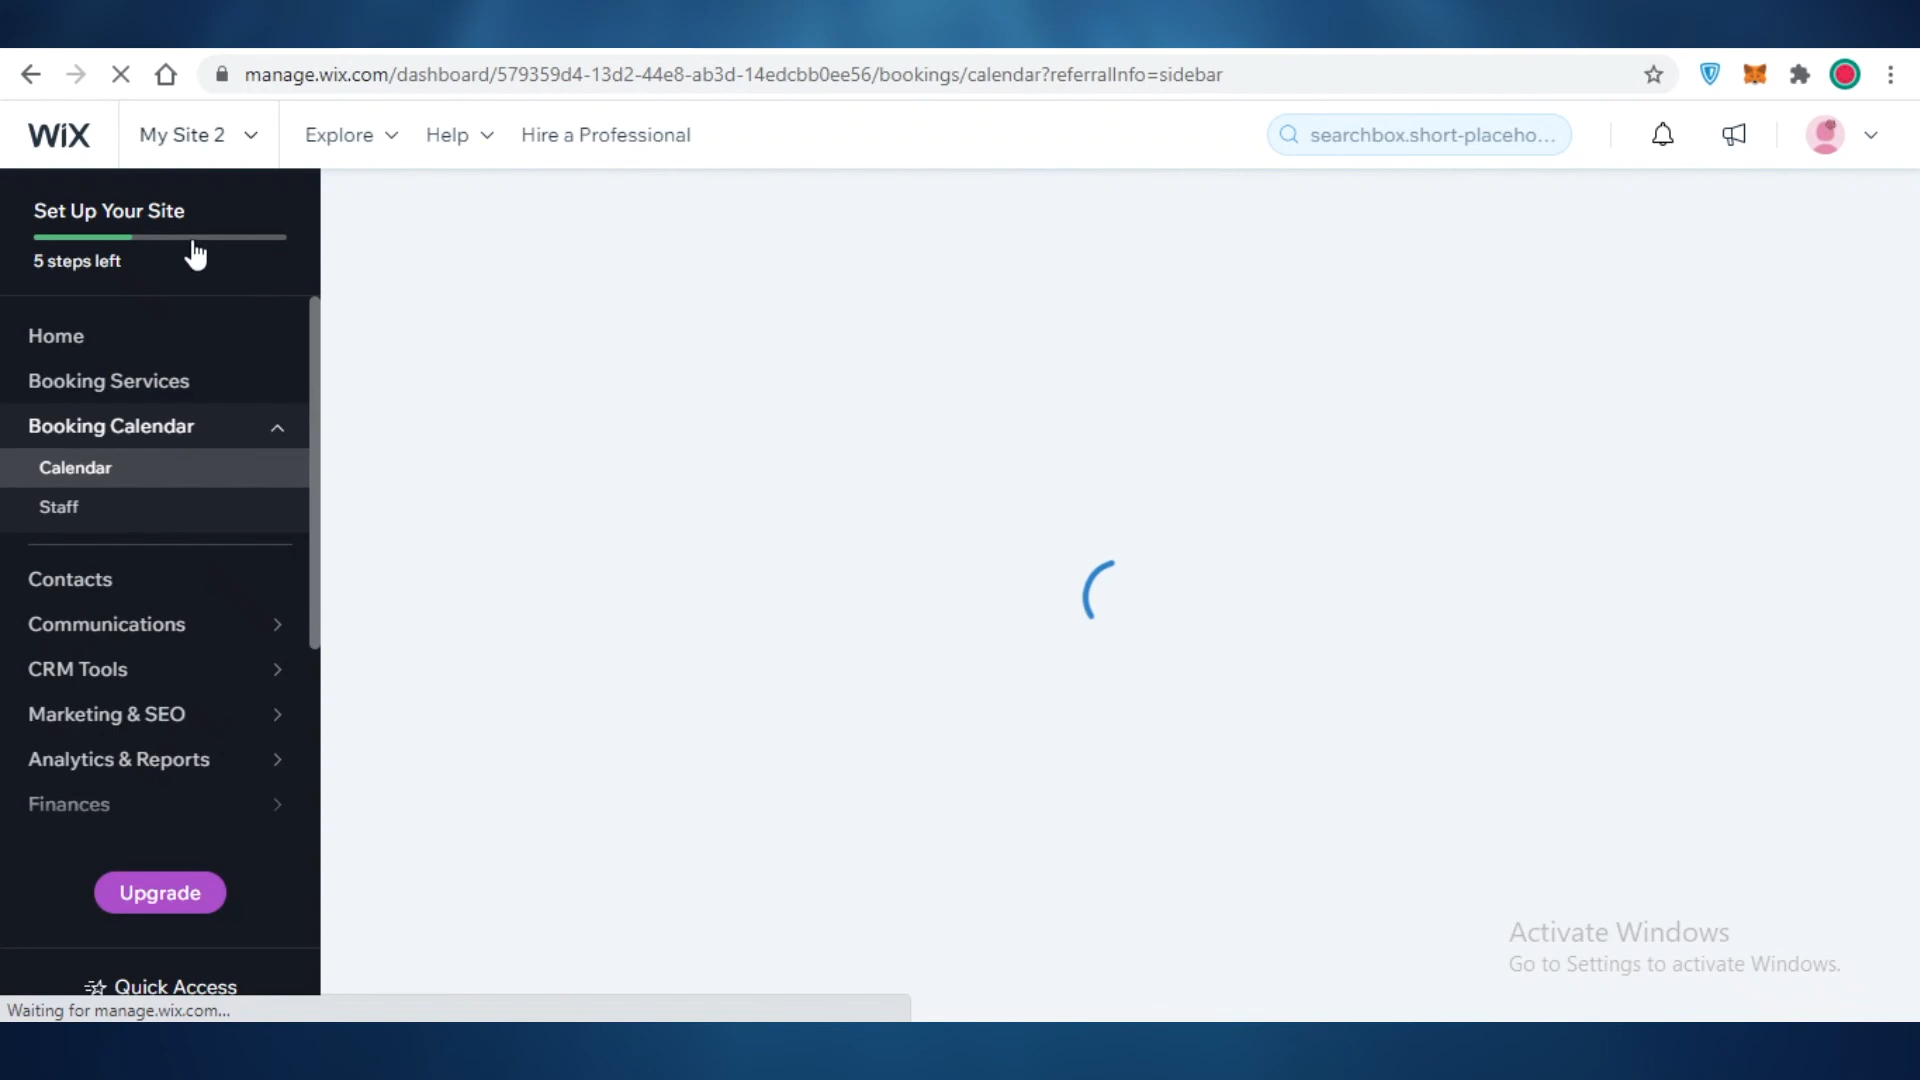 manage.wix.com/dashboard/579359d4-13d2-44e8-ab3d-14edcbb0ee56/bookings/calendar?referralInfo=sidebar
WiX
My Site 2
Explore
Help
Hire a Professional
searchbox.short-placeho...
Set Up Your Site
5 steps left
Home
Booking Services
Booking Calendar
Calendar
Staff
Contacts
Communications
CRM Tools
Marketing & SEO
Analytics & Reports
Finances
Upgrade
Activate Windows
Go to Settings to activate Windows.
Quick Access
Waiting for manage.wix.com...